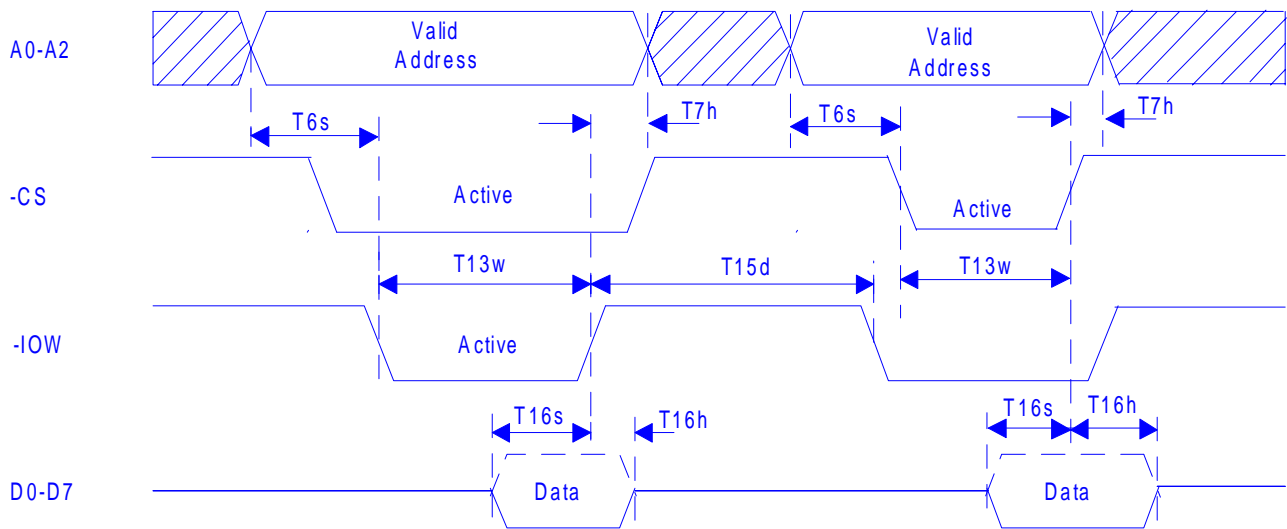 A0-A2
Valid
Address
Valid
Address
T6s
T7h
T6s
T7h
-CS
Active
Active
T13w
T15d
T13w
-IOW
Active
T16s
T16h
T16s
T16h
D0-D7
Data
Data